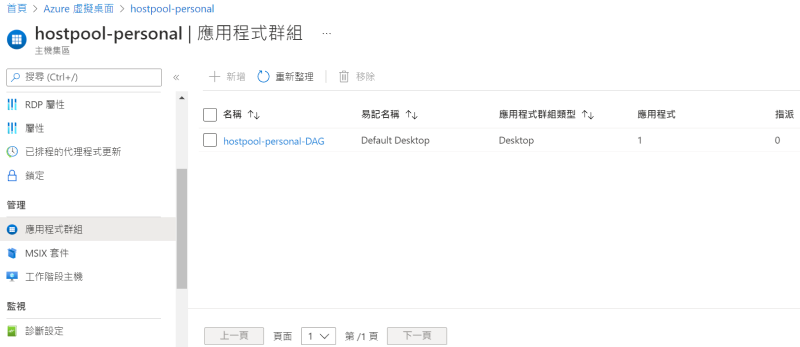 首頁 > Azure 虛擬桌面 > hostpool-personal
hostpool-personal | 應用程式群組 ...
主機集區
搜尋 (Ctrl+/)
«
新增 重新整理 移除
RDP 屬性
屬性
已排程的代理程式更新
鎖定
管理
應用程式群組
MSIX 套件
工作階段主機
監視
診斷設定
名稱 ↑↓ 易記名稱 ↑↓ 應用程式群組類型 ↑↓ 應用程式 指派
hostpool-personal-DAG Default Desktop Desktop 1 0
上一頁 頁面 1 第 /1 頁 下一頁